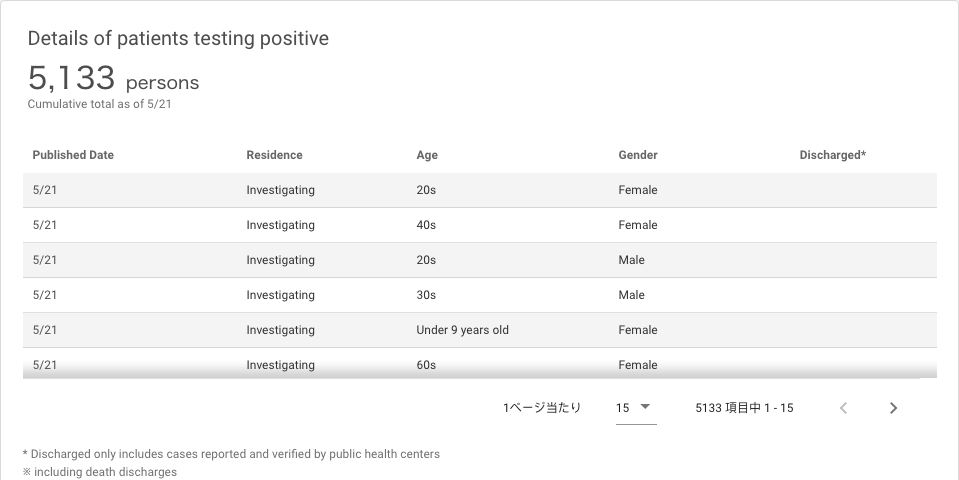 Details of patients testing positive
5,133 persons
Cumulative total as of 5/21
Published Date Residence Age Gender Discharged*
5/21 Investigating 20s Female
5/21 Investigating 40s Female
5/21 Investigating 20s Male
5/21 Investigating 30s Male
5/21 Investigating Under 9 years old Female
5/21 Investigating 60s Female
1ページ当たり 15 5133 項目中 1 - 15
* Discharged only includes cases reported and verified by public health centers
※ including death discharges